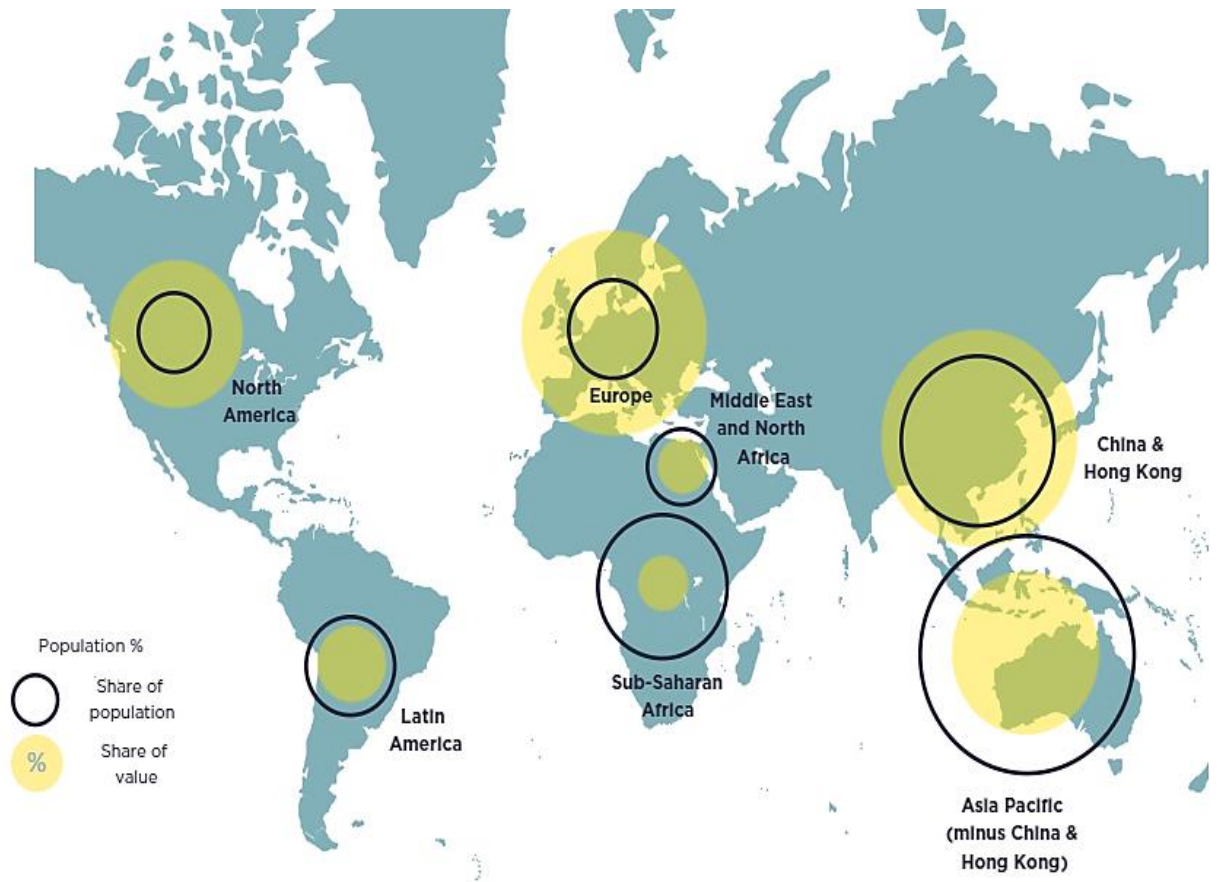 North
America
Europe
Middle East
and North
Africa
China &
Hong Kong
Population %
Share of
population
%
Share of
value
Latin
America
Sub-Saharan
Africa
Asia Pacific
(minus China &
Hong Kong)